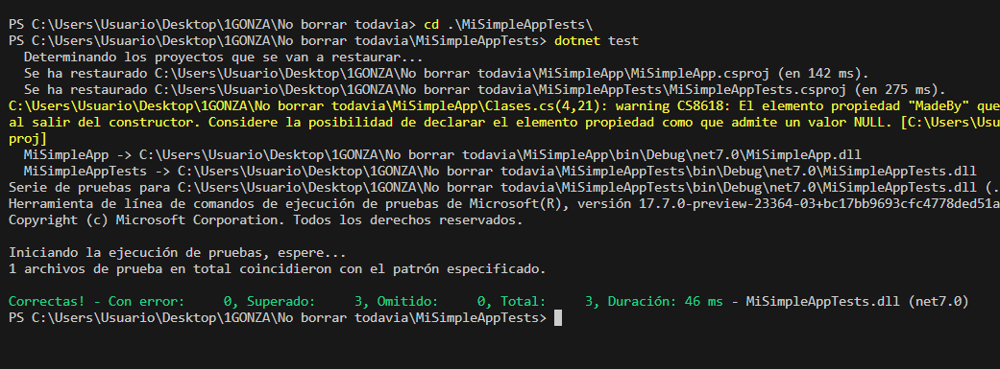 PS C:\Users\Usuario\Desktop\1GONZA\No borrar todavia> cd .\MiSimpleAppTests\
PS C:\Users\Usuario\Desktop\1GONZA\No borrar todavia\MiSimpleAppTests> dotnet test
Determinando los proyectos que se van a restaurar...
Se ha restaurado C:\Users\Usuario\Desktop\1GONZA\No borrar todavia\MiSimpleApp\MiSimpleApp.csproj (en 142 ms).
Se ha restaurado C:\Users\Usuario\Desktop\1GONZA\No borrar todavia\MiSimpleAppTests\MiSimpleAppTests.csproj (en 275 ms).
C:\Users\Usuario\Desktop\1GONZA\No borrar todavia\MiSimpleApp\Clases.cs(4,21): warning CS8618: El elemento propiedad "MadeBy" que
al salir del constructor. Considere la posibilidad de declarar el elemento propiedad como que admite un valor NULL. [C:\Users\Usu
proj]
MiSimpleApp -> C:\Users\Usuario\Desktop\1GONZA\No borrar todavia\MiSimpleApp\bin\Debug\net7.0\MiSimpleApp.dll
MiSimpleAppTests -> C:\Users\Usuario\Desktop\1GONZA\No borrar todavia\MiSimpleAppTests\bin\Debug\net7.0\MiSimpleAppTests.dll
Serie de pruebas para C:\Users\Usuario\Desktop\1GONZA\No borrar todavia\MiSimpleAppTests\bin\Debug\net7.0\MiSimpleAppTests.dll (.
Herramienta de línea de comandos de ejecución de pruebas de Microsoft(R), versión 17.7.0-preview-23364-03+bc17bb9693cfc4778ded51a
Copyright (c) Microsoft Corporation. Todos los derechos reservados.
Iniciando la ejecución de pruebas, espere...
1 archivos de prueba en total coincidieron con el patrón especificado.
Correctas! - Con error:     0, Superado:     3, Omitido:     0, Total:     3, Duración: 46 ms - MiSimpleAppTests.dll (net7.0)
PS C:\Users\Usuario\Desktop\1GONZA\No borrar todavia\MiSimpleAppTests>